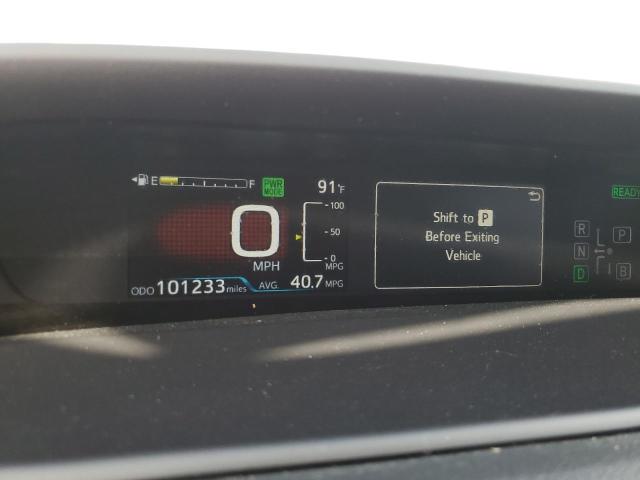 E F
PWR
MODE
91°F
100
50
0
MPG
0
MPH
ODO 101233 miles
AVG. 40.7 MPG
Shift to P
Before Exiting
Vehicle
READY
R
N
D
P
B